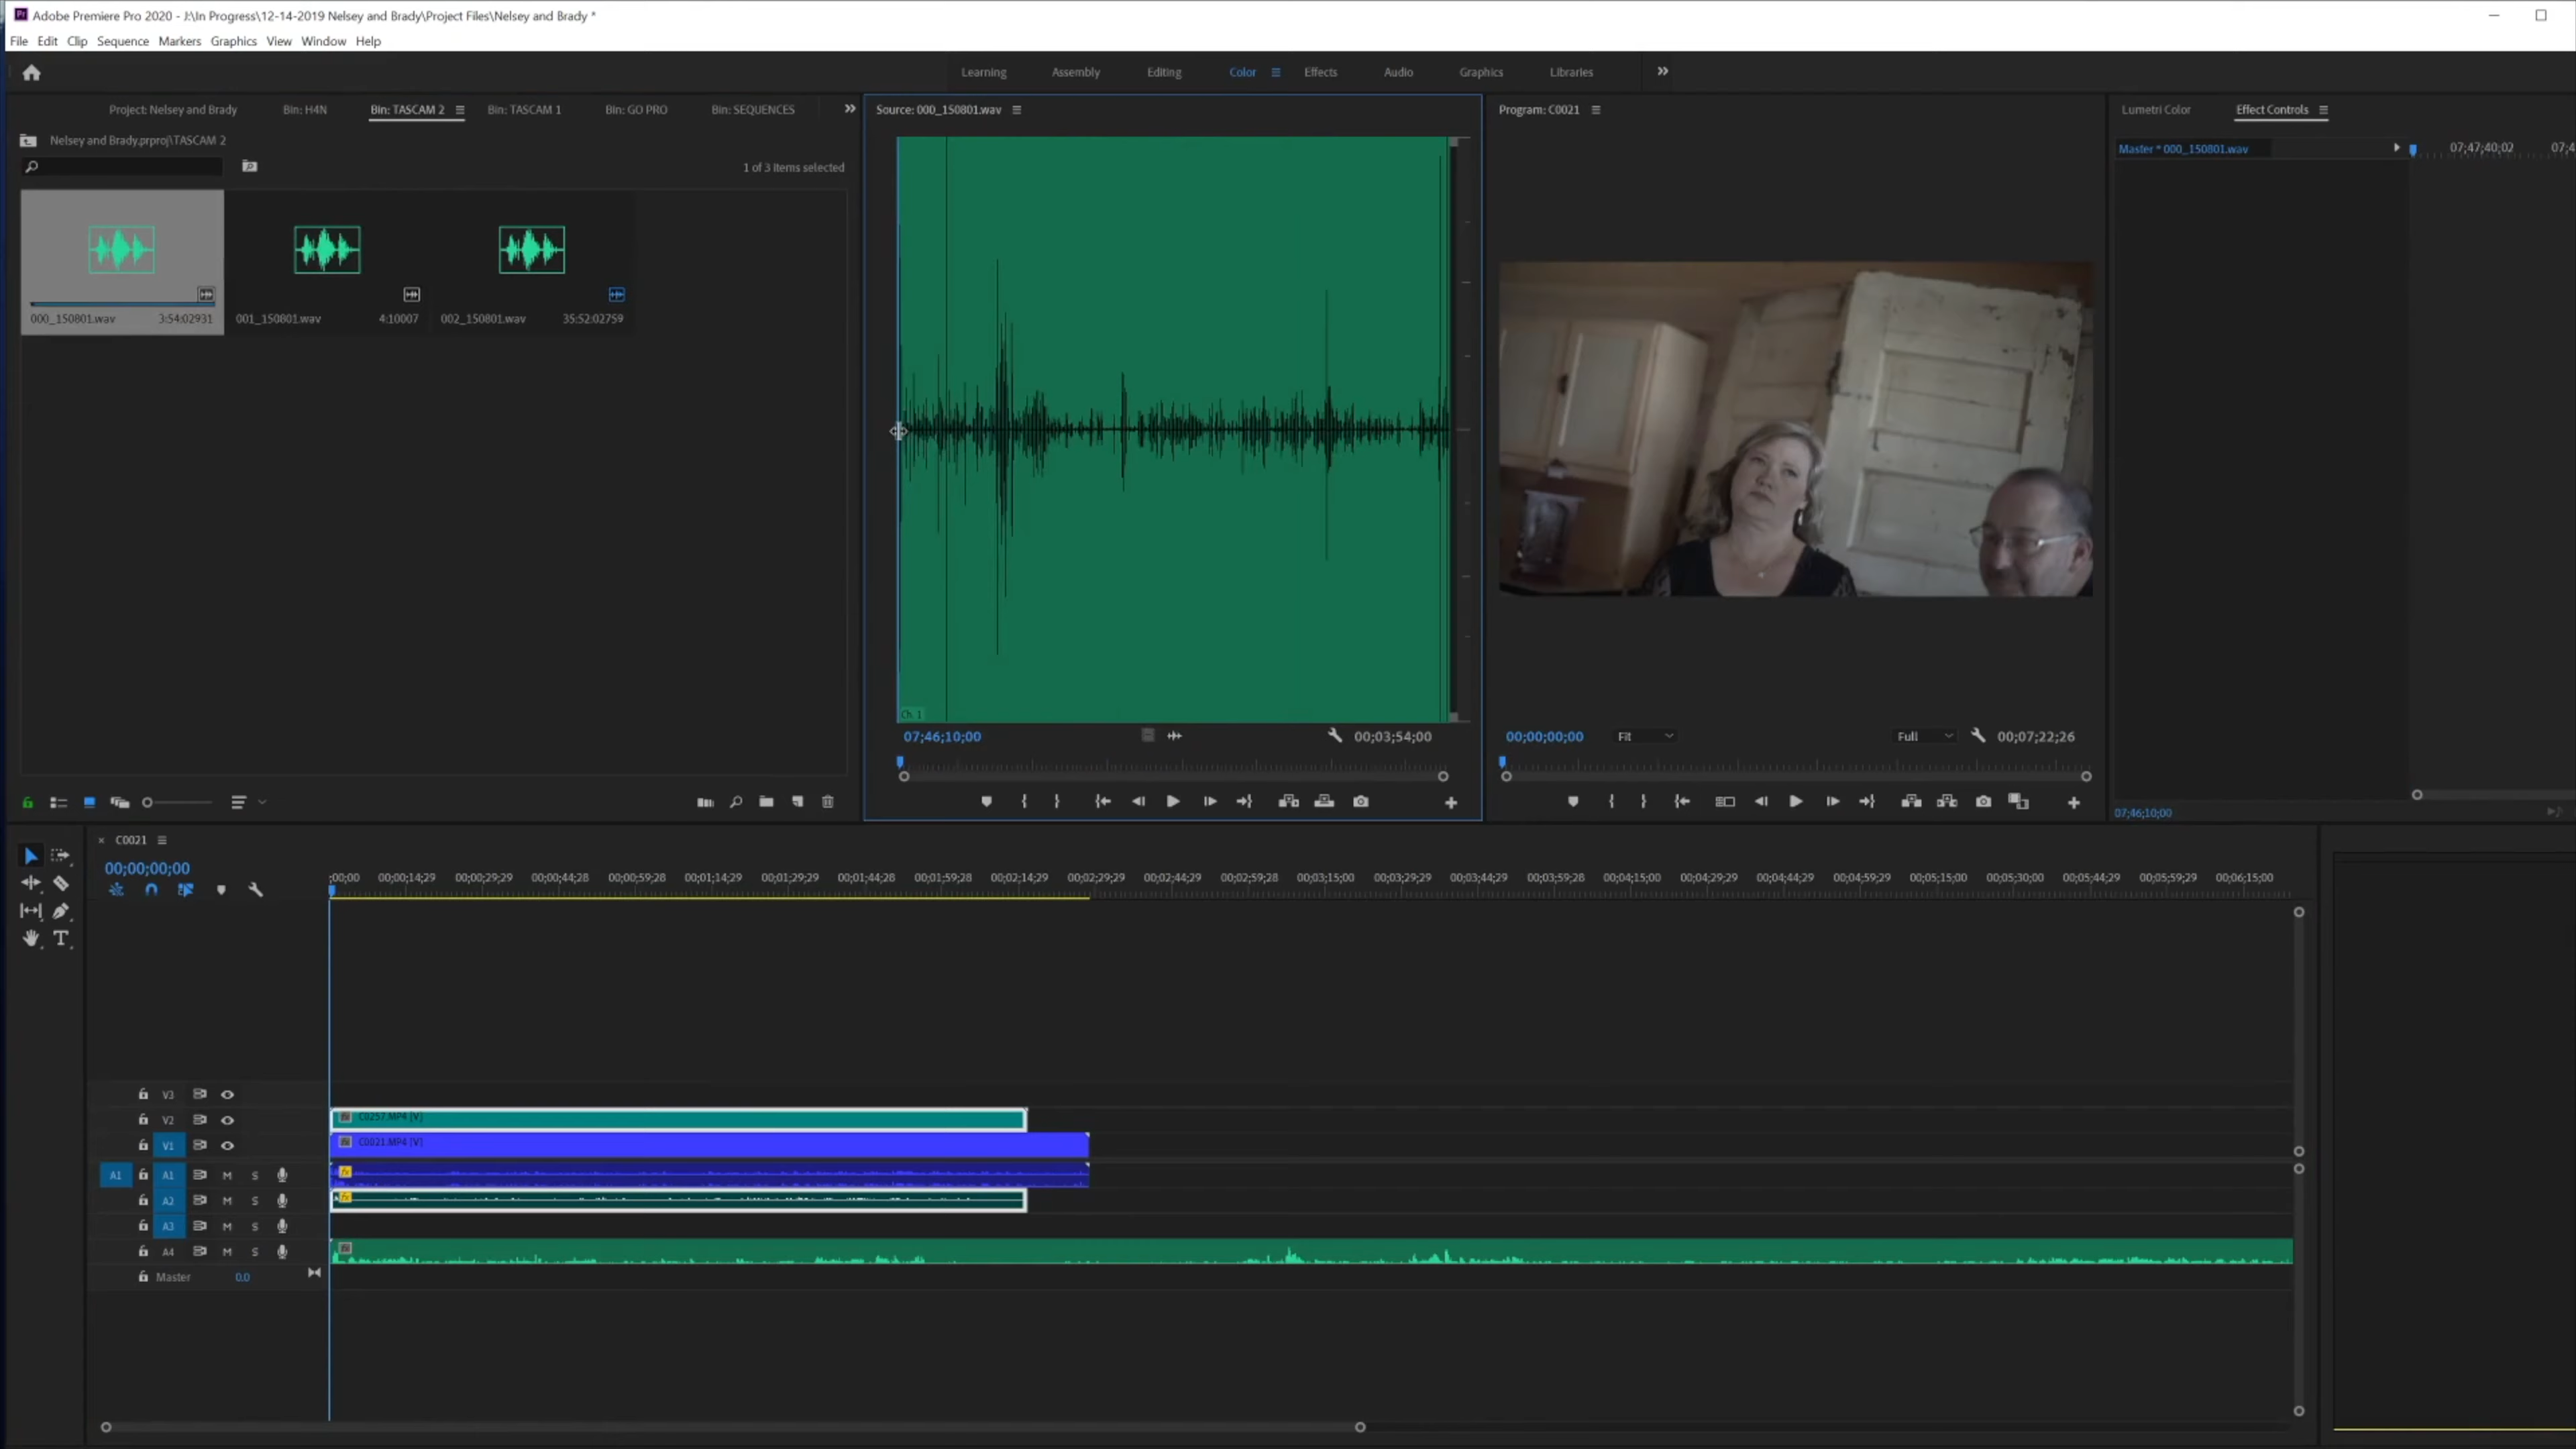 Adobe Premiere Pro 2020 - J:\In Progress\12-14-2019 Nelsey and Brady\Project Files\Nelsey and Brady *
File Edit Clip Sequence Markers Graphics View Window Help
Learning Assembly Editing Color Effects Audio Graphics Libraries
Project: Nelsey and Brady Bin: H4N Bin: TASCAM 2 Bin: TASCAM 1 Bin: GO PRO Bin: SEQUENCES
Nelsey and Brady.prproj\TASCAM 2
1 of 3 Items selected
000_150801.wav 3:54:02931 001_150801.wav 4:10007 002_150801.wav 35:52:02759
Source: 000_150801.wav
Ch. 1
07;46;10;00 00;03;54;00
Program: C0021
00;00;00;00 Fit Full 00;07;22;26
Lumetri Color Effect Controls
Master * 000_150801.wav 07;47;40;02 07;4
07;46;10;00
C0021
00;00;00;00
;00;00 00;00;14;29 00;00;29;29 00;00;44;28 00;00;59;28 00;01;14;29 00;01;29;29 00;01;44;28 00;01;59;28 00;02;14;29 00;02;29;29 00;02;44;29 00;02;59;28 00;03;15;00 00;03;29;29 00;03;44;29 00;03;59;28 00;04;15;00 00;04;29;29 00;04;44;29 00;04;59;29 00;05;15;00 00;05;30;00 00;05;44;29 00;05;59;29 00;06;15;00
V3
V2 C0257.MP4 [V]
V1 C0021.MP4 [V]
A1 A1 M S fx
A2 M S fx
A3 M S
A4 M S fx
Master 0.0